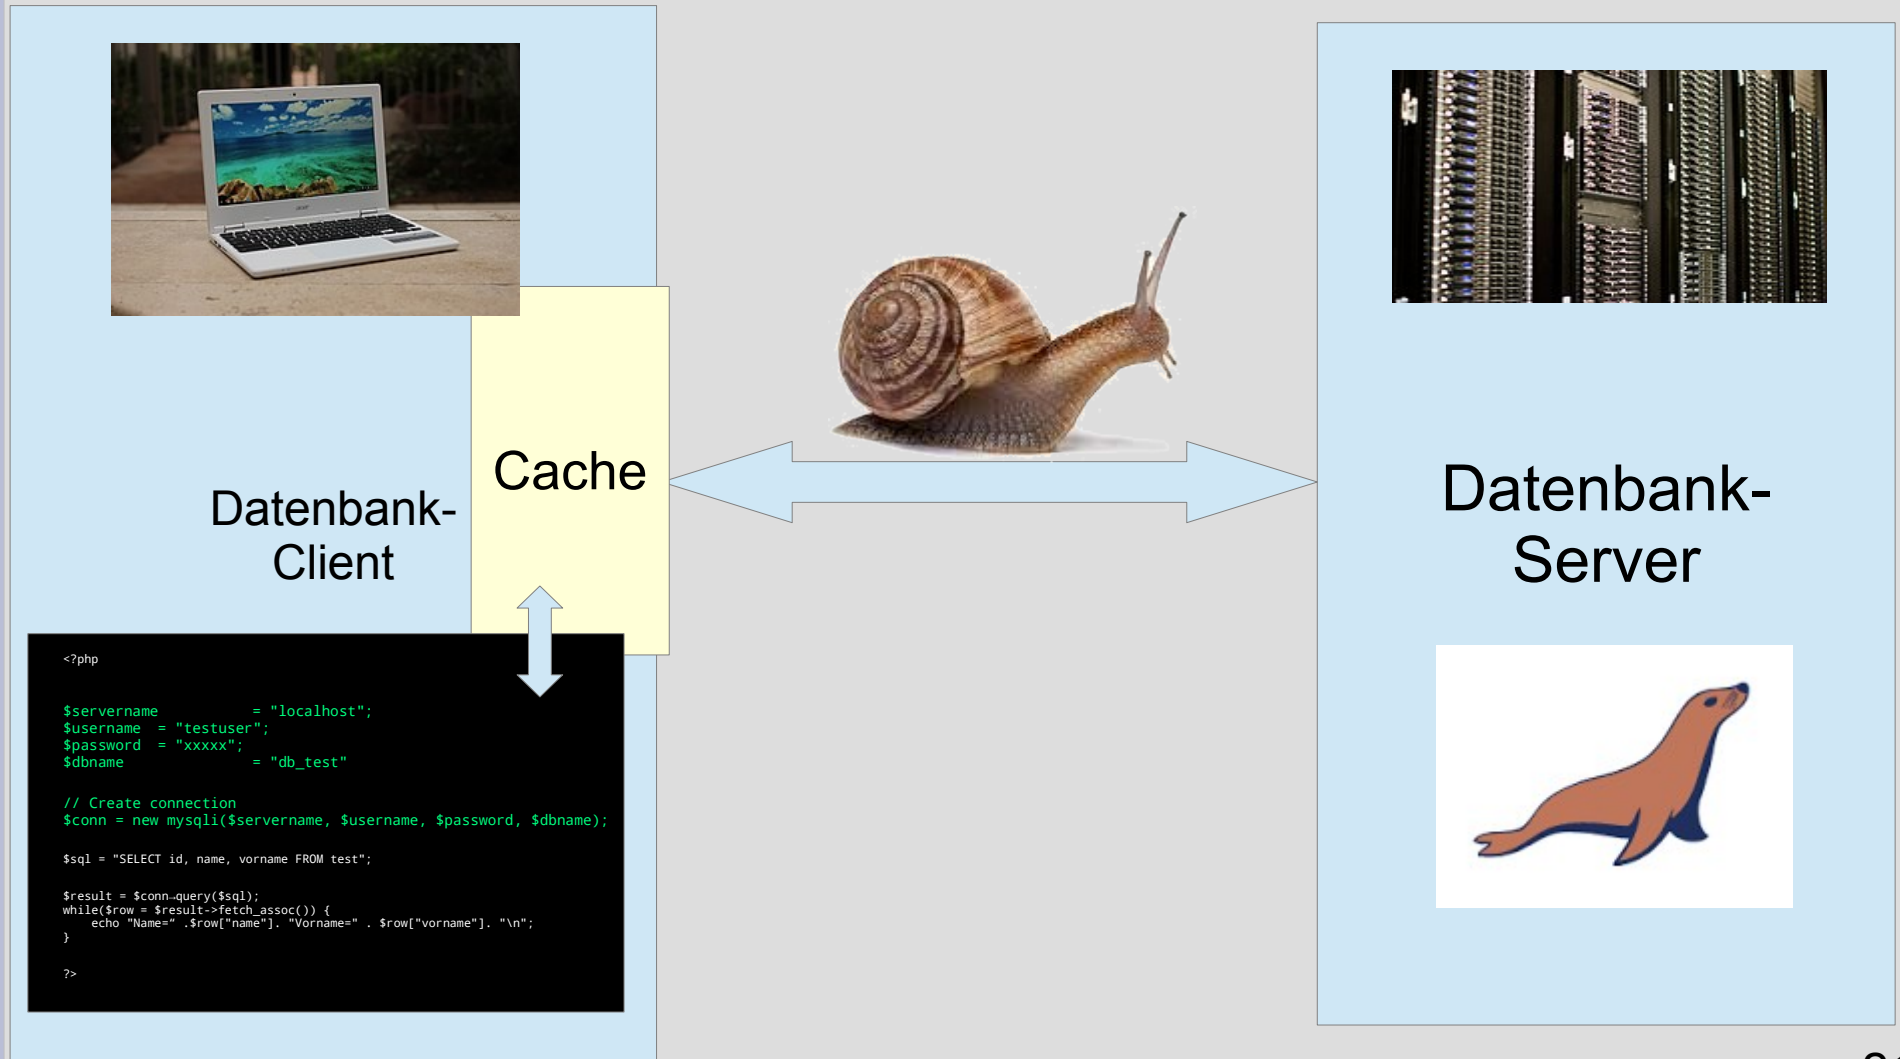 Cache
Datenbank-
Client
Datenbank-
Server
<?php
$servername = "localhost";
$username = "testuser";
$password = "xxxxx";
$dbname = "db_test"
// Create connection
$conn = new mysqli($servername, $username, $password, $dbname);
$sql = "SELECT id, name, vorname FROM test";
$result = $conn→query($sql);
while($row = $result->fetch_assoc()) {
echo "Name=“ .$row["name"]. "Vorname=" . $row["vorname"]. "\n";
}
?>